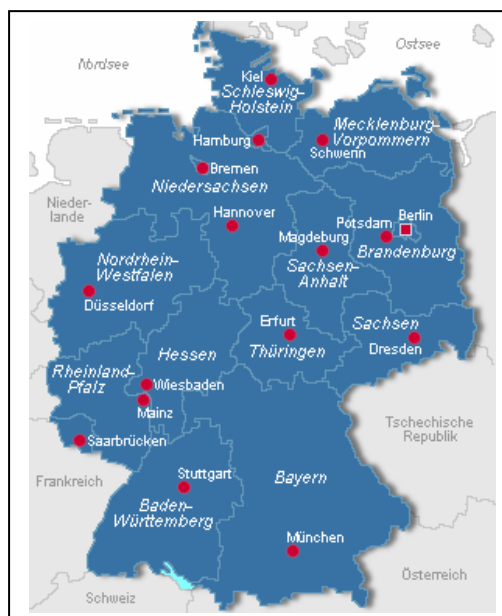 Nordsee
Ostsee
Kiel
Schleswig-
Holstein
Mecklenburg-
Vorpommern
Hamburg
Schwerin
Bremen
Niedersachsen
Nieder-
lande
Hannover
Potsdam
Berlin
Magdeburg
Brandenburg
Nordrhein-
Westfalen
Sachsen-
Anhalt
Düsseldorf
Erfurt
Sachsen
Hessen
Thüringen
Dresden
Rheinland-
Pfalz
Wiesbaden
Mainz
Tschechische
Republik
Saarbrücken
Frankreich
Stuttgart
Bayern
Baden-
Württemberg
München
Österreich
Schweiz